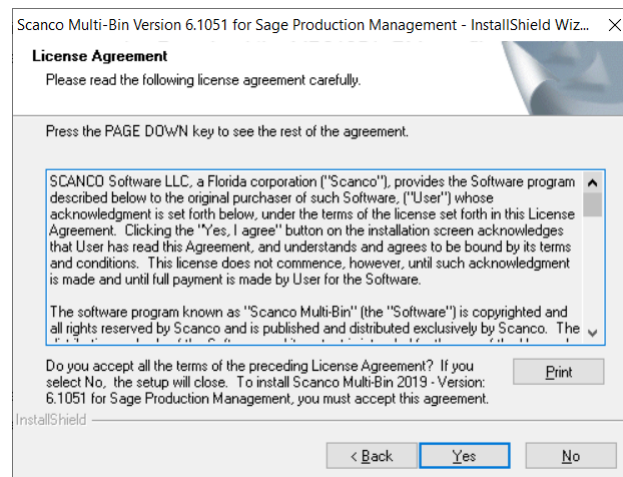 Scanco Multi-Bin Version 6.1051 for Sage Production Management - InstallShield Wiz...
License Agreement
Please read the following license agreement carefully.
Press the PAGE DOWN key to see the rest of the agreement.
SCANCO Software LLC, a Florida corporation ("Scanco"), provides the Software program
described below to the original purchaser of such Software, ("User") whose
acknowledgment is set forth below, under the terms of the license set forth in this License
Agreement. Clicking the "Yes, I agree" button on the installation screen acknowledges
that User has read this Agreement, and understands and agrees to be bound by its terms
and conditions. This license does not commence, however, until such acknowledgment
is made and until full payment is made by User for the Software.
The software program known as "Scanco Multi-Bin" (the "Software") is copyrighted and
all rights reserved by Scanco and is published and distributed exclusively by Scanco. The
Do you accept all the terms of the preceding License Agreement? If you
select No, the setup will close. To install Scanco Multi-Bin 2019 - Version:
6.1051 for Sage Production Management, you must accept this agreement.
Print
InstallShield
< Back
Yes
No